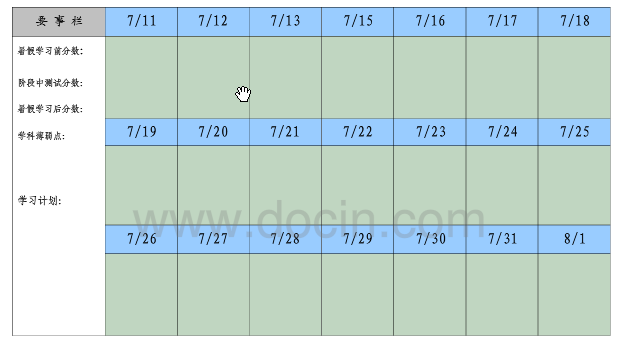 要事栏 7/11 7/12 7/13 7/15 7/16 7/17 7/18
暑假学习前分数：
阶段中测试分数：
暑假学习后分数：
学科薄弱点： 7/19 7/20 7/21 7/22 7/23 7/24 7/25
学习计划：
www.docin.com
7/26 7/27 7/28 7/29 7/30 7/31 8/1